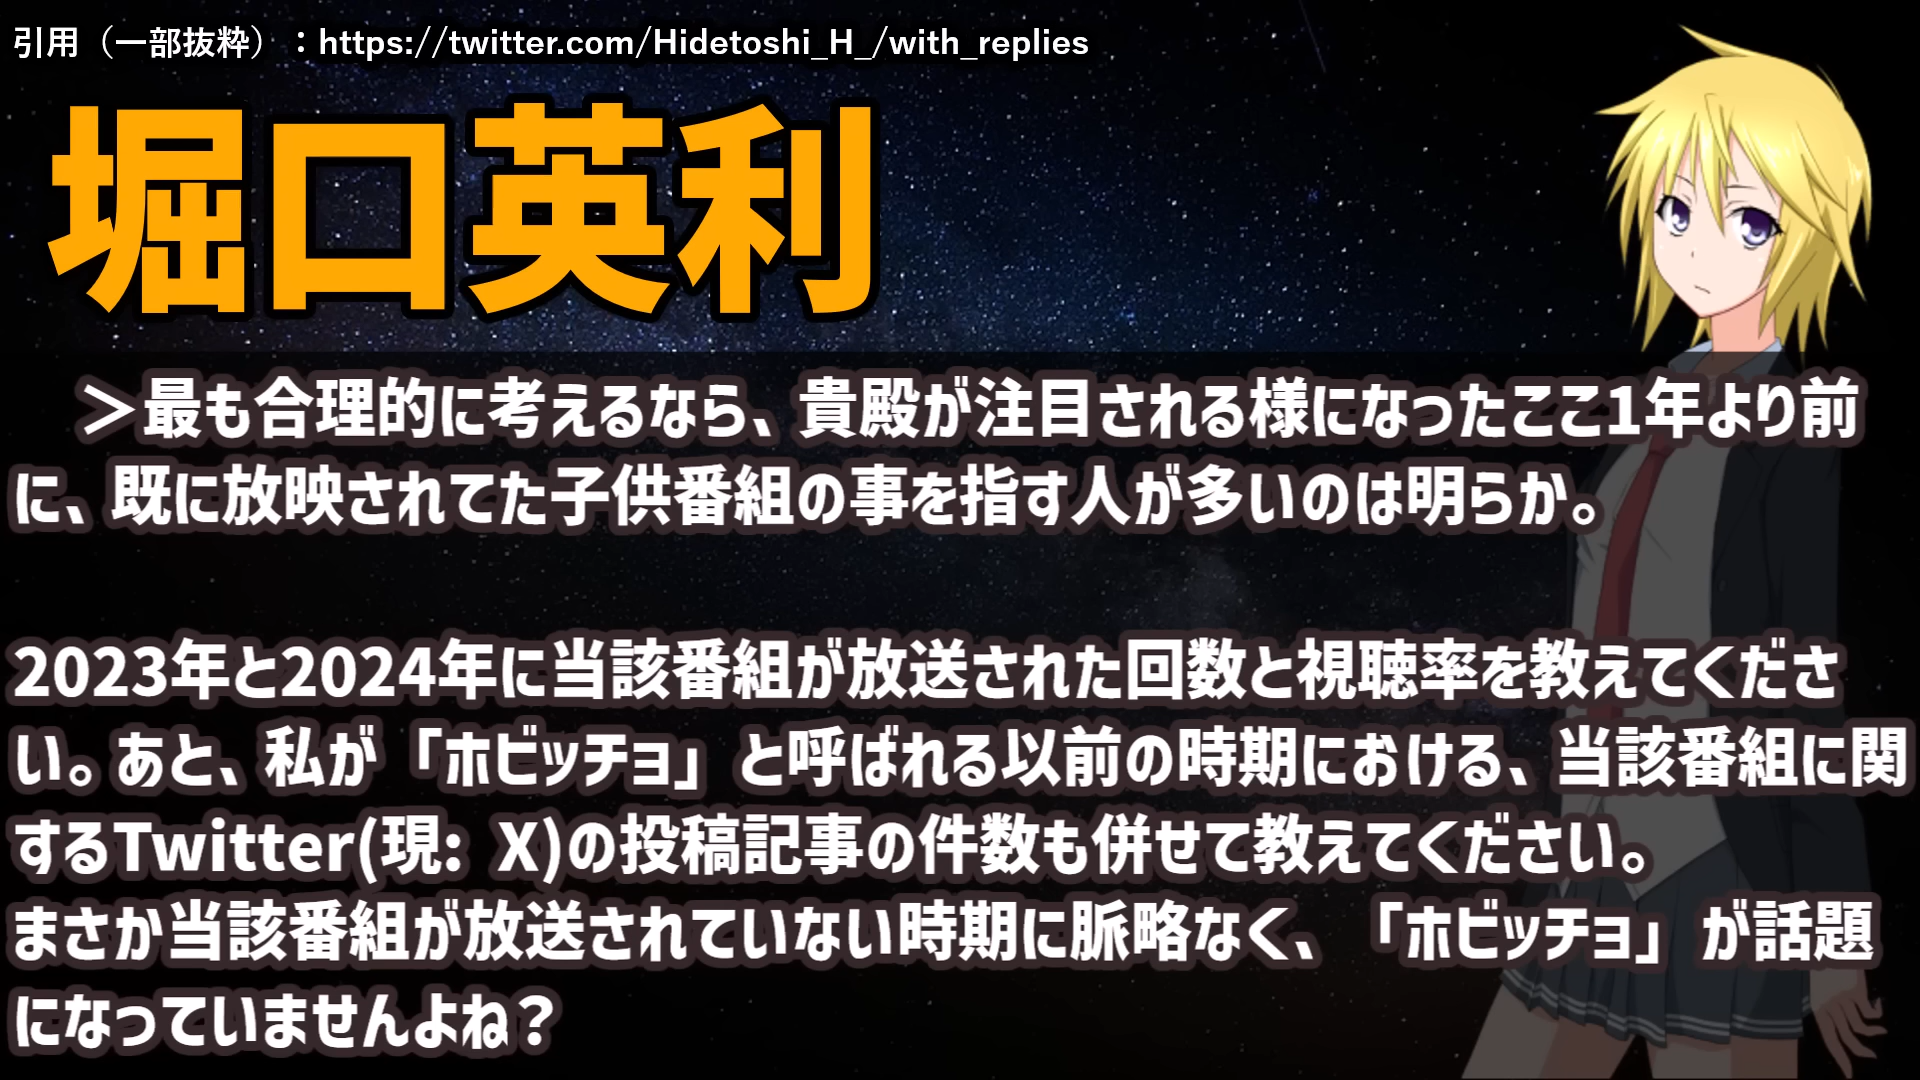 引用（一部抜粋）：https://twitter.com/Hidetoshi_H_/with_replies
堀口英利
＞最も合理的に考えるなら、貴殿が注目される様になったここ1年より前
に、既に放映されてた子供番組の事を指す人が多いのは明らか。
2023年と2024年に当該番組が放送された回数と視聴率を教えてくださ
い。あと、私が「ホビッチョ」と呼ばれる以前の時期における、当該番組に関
するTwitter(現: X)の投稿記事の件数も併せて教えてください。
まさか当該番組が放送されていない時期に脈略なく、「ホビッチョ」が話題
になっていませんよね？